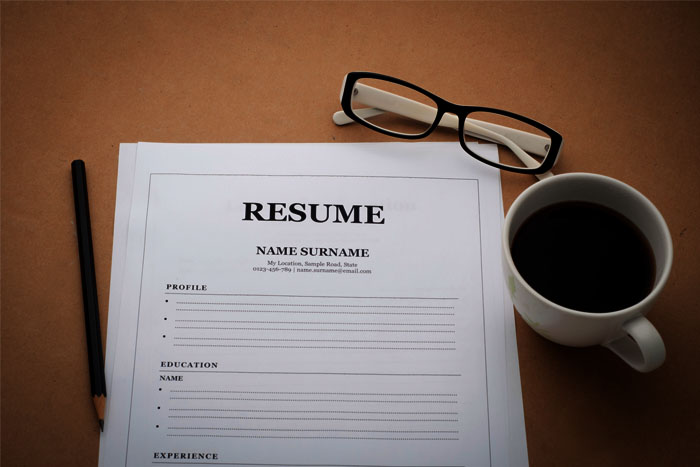 RESUME
NAME SURNAME
My Location, Sample Road, State
0123-456-789 | name.surname@email.com
PROFILE
EDUCATION
NAME
EXPERIENCE